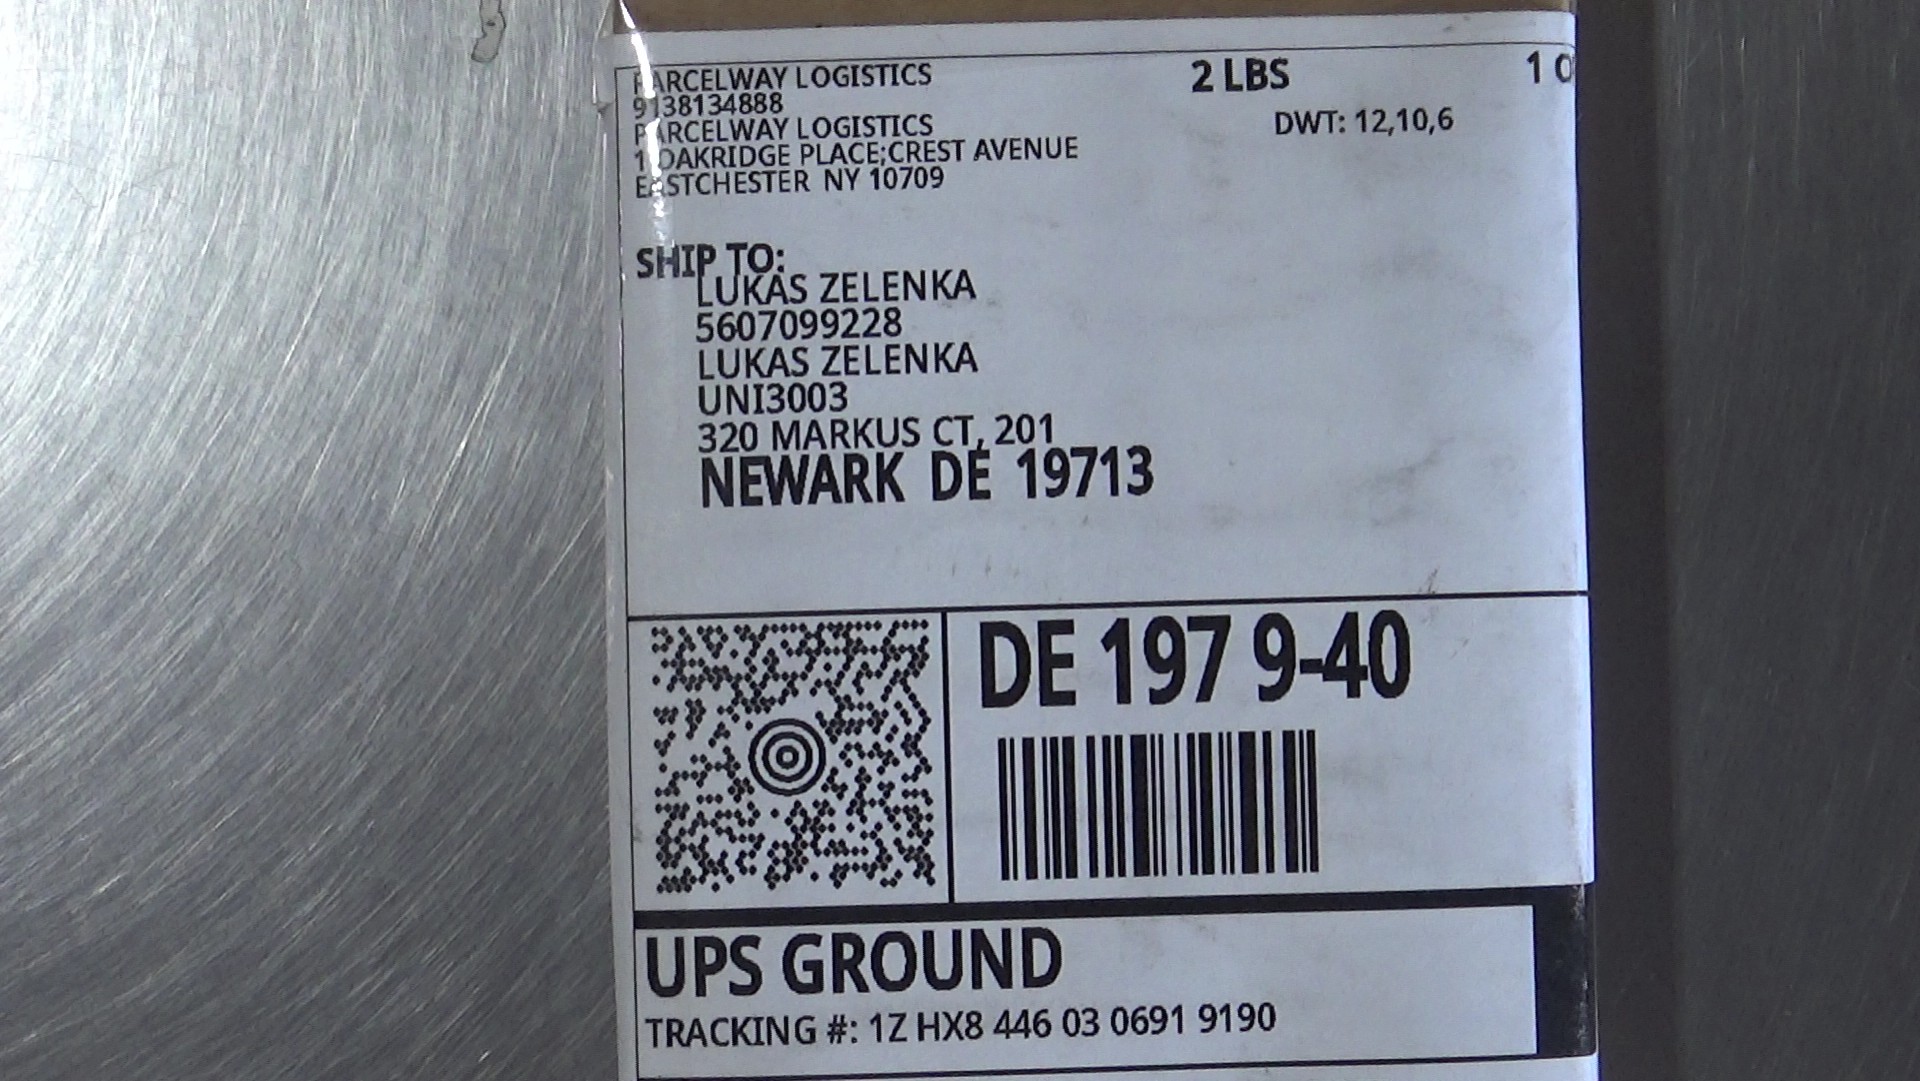 PARCELWAY LOGISTICS
9138134888
PARCELWAY LOGISTICS
1 OAKRIDGE PLACE;CREST AVENUE
EASTCHESTER NY 10709
2 LBS
1 O
DWT: 12,10,6
SHIP TO:
LUKAS ZELENKA
5607099228
LUKAS ZELENKA
UNI3003
320 MARKUS CT, 201
NEWARK DE 19713
DE 197 9-40
UPS GROUND
TRACKING #: 1Z HX8 446 03 0691 9190